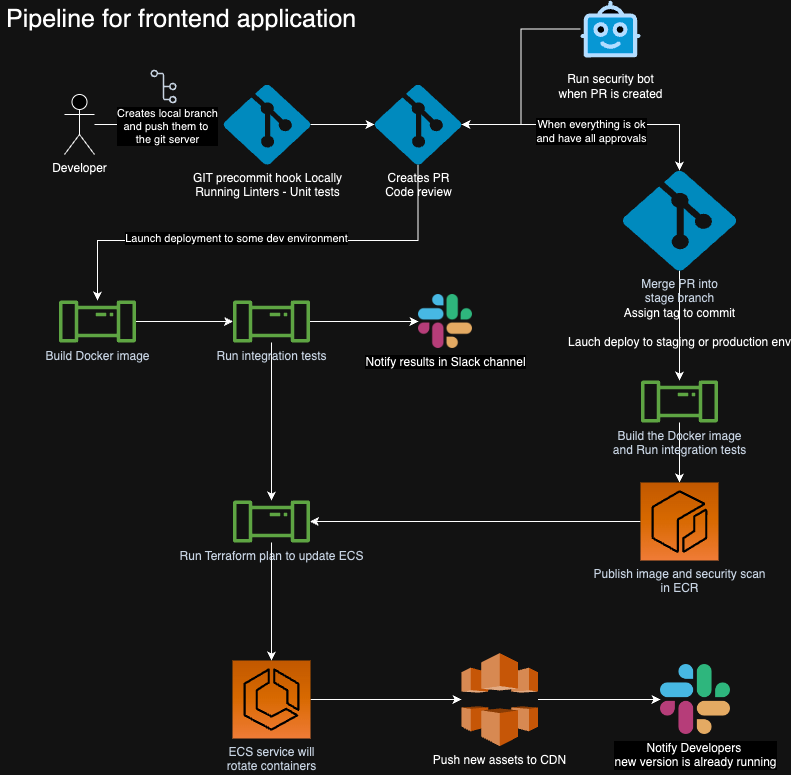 Pipeline for frontend application
Run security bot
when PR is created
Creates local branch
and push them to
the git server
When everything is ok
and have all approvals
Developer
GIT precommit hook Locally
Running Linters - Unit tests
Creates PR
Code review
Launch deployment to some dev environment
Merge PR into
stage branch
Assign tag to commit
Lauch deploy to staging or production env
Build Docker image
Run integration tests
Notify results in Slack channel
Build the Docker image
and Run integration tests
Run Terraform plan to update ECS
Publish image and security scan
in ECR
ECS service will
rotate containers
Push new assets to CDN
Notify Developers
new version is already running